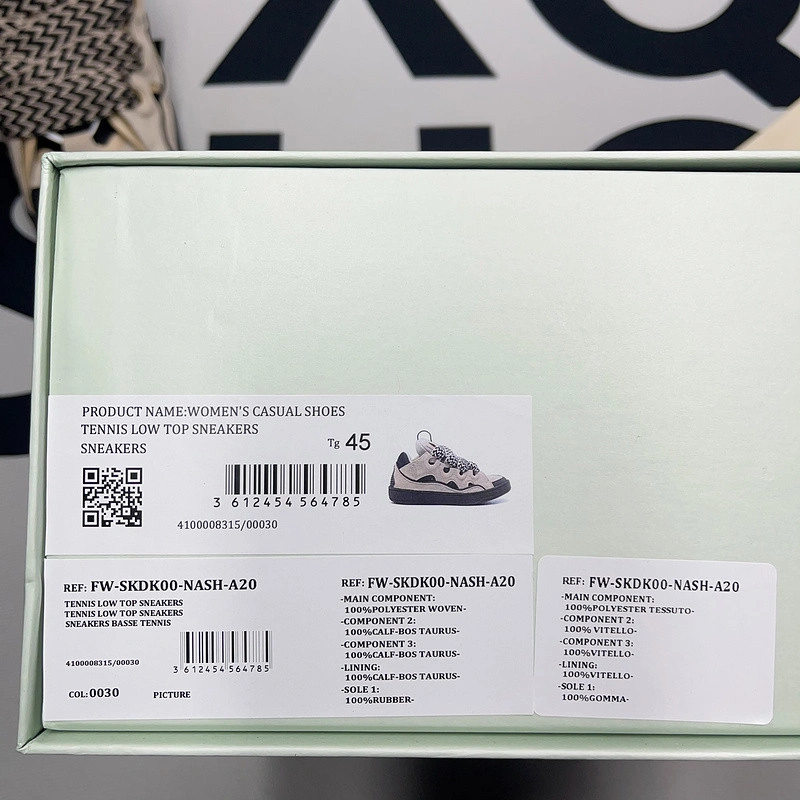 PRODUCT NAME:WOMEN'S CASUAL SHOES
TENNIS LOW TOP SNEAKERS
SNEAKERS
Tg 45
3 612454 564785
4100008315/00030
REF: FW-SKDK00-NASH-A20
TENNIS LOW TOP SNEAKERS
TENNIS LOW TOP SNEAKERS
SNEAKERS BASSE TENNIS
4100008315/00030
3 612454 564785
COL:0030 PICTURE
REF: FW-SKDK00-NASH-A20
-MAIN COMPONENT:
100%POLYESTER WOVEN-
-COMPONENT 2:
100%CALF-BOS TAURUS-
-COMPONENT 3:
100%CALF-BOS TAURUS-
-LINING:
100%CALF-BOS TAURUS-
-SOLE 1:
100%RUBBER-
REF: FW-SKDK00-NASH-A20
-MAIN COMPONENT:
100%POLYESTER TESSUTO-
-COMPONENT 2:
100% VITELLO-
-COMPONENT 3:
100%VITELLO-
-LINING:
100%VITELLO-
-SOLE 1:
100%GOMMA-